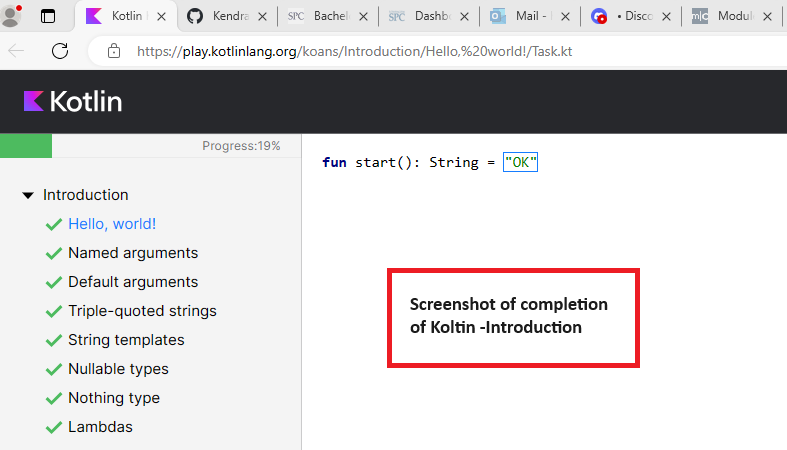 Kotlin
Kendra
SPC Bachel
SPC Dashbo
Mail -
• Disco
m|c Modul
https://play.kotlinlang.org/koans/Introduction/Hello,%20world!/Task.kt
Kotlin
Progress:19%
fun start(): String = "OK"
Introduction
Hello, world!
Named arguments
Default arguments
Triple-quoted strings
String templates
Nullable types
Nothing type
Lambdas
Screenshot of completion
of Koltin -Introduction